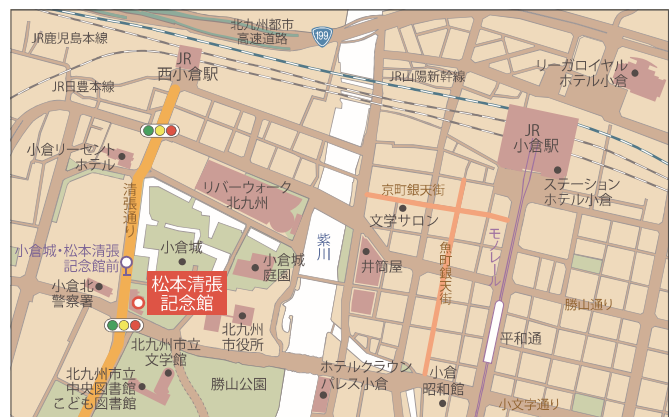 北九州都市
高速道路
199
JR鹿児島本線
JR
西小倉駅
JR山陽新幹線
リーガロイヤル
ホテル小倉
JR日豊本線
JR
小倉駅
小倉リーセント
ホテル
清張通り
リバーウォーク
北九州
京町銀天街
ステーション
ホテル小倉
文学サロン
モノレール
紫川
小倉城・松本清張
記念館前
小倉城
小倉城
庭園
井筒屋
魚町銀天街
松本清張
記念館
小倉北
警察署
勝山通り
北九州
市役所
平和通
北九州市立
文学館
北九州市立
中央図書館
こども図書館
勝山公園
ホテルクラウン
パレス小倉
小倉
昭和館
小文字通り